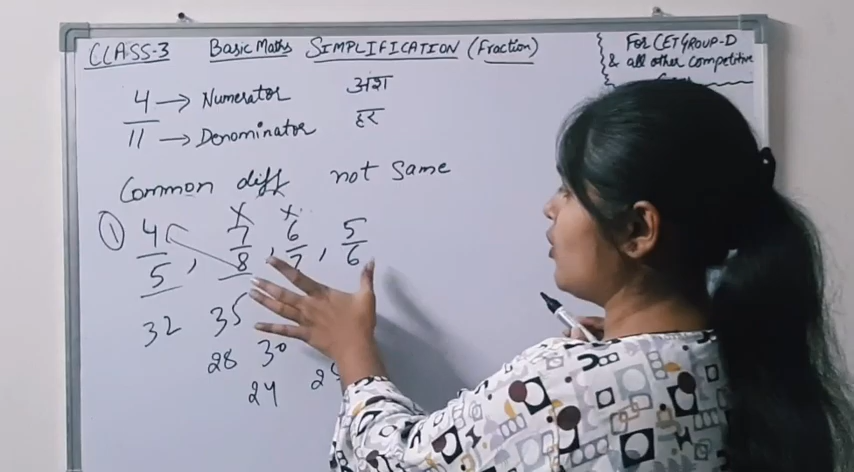 CLASS-3 Basic Maths SIMPLIFICATION (Fraction)
For CET GROUP-D
& all other competitive
4 → Numerator अंश
11 → Denominator हर
Common diff not same
① 4/5, 7/8, 6/7, 5/6
x x
32 35
28 30
24